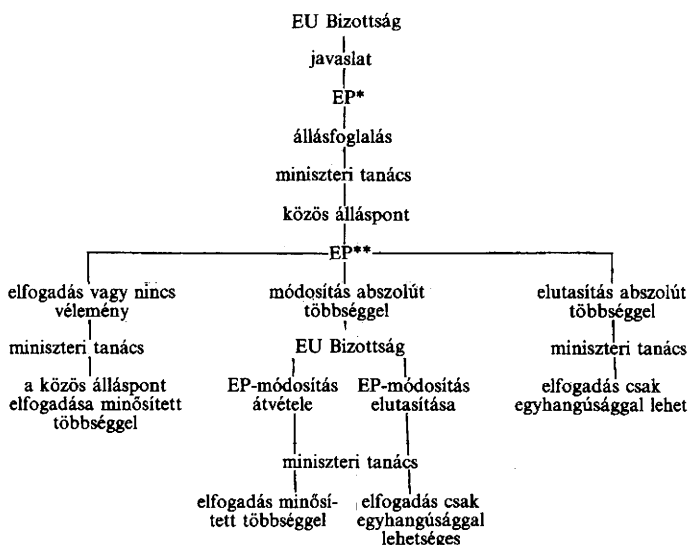 EU Bizottság
javaslat
EP*
állásfoglalás
miniszteri tanács
közös álláspont
EP**
elfogadás vagy nincs
vélemény
módosítás abszolút
többséggel
elutasítás abszolút
többséggel
miniszteri tanács
EU Bizottság
miniszteri tanács
a közös álláspont
elfogadása minősített
többséggel
EP-módosítás
átvétele
EP-módosítás
elutasítása
elfogadás csak
egyhangúsággal lehet
miniszteri tanács
elfogadás minősí-
tett többséggel
elfogadás csak
egyhangúsággal
lehetséges